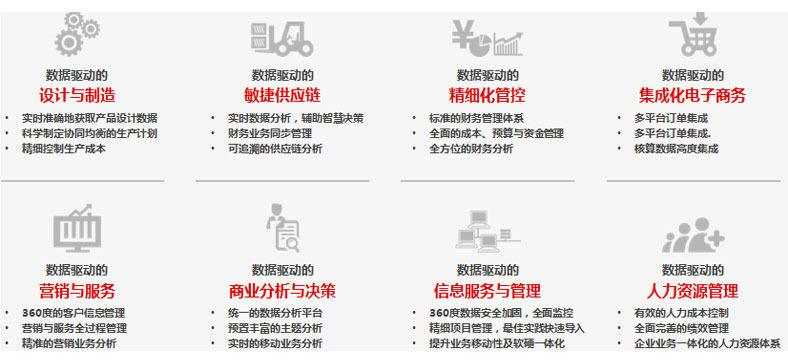 数据驱动的
设计与制造
• 实时准确地获取产品设计数据
• 科学制定协同均衡的生产计划
• 精细控制生产成本
数据驱动的
敏捷供应链
• 实时数据分析，辅助智慧决策
• 财务业务同步管理
• 可追溯的供应链分析
数据驱动的
精细化管控
• 标准的财务管理体系
• 全面的成本、预算与资金管理
• 全方位的财务分析
数据驱动的
集成化电子商务
• 多平台订单集成
• 多平台订单集成.
• 核算数据高度集成
数据驱动的
营销与服务
• 360度的客户信息管理
• 营销与服务全过程管理
• 精准的营销业务分析
数据驱动的
商业分析与决策
• 统一的数据分析平台
• 预置丰富的主题分析
• 实时的移动业务分析
数据驱动的
信息服务与管理
• 360度数据安全加固，全面监控
• 精细项目管理，最佳实践快速导入
• 提升业务移动性及软硬一体化
数据驱动的
人力资源管理
• 有效的人力成本控制
• 全面完善的绩效管理
• 企业业务一体化的人力资源体系